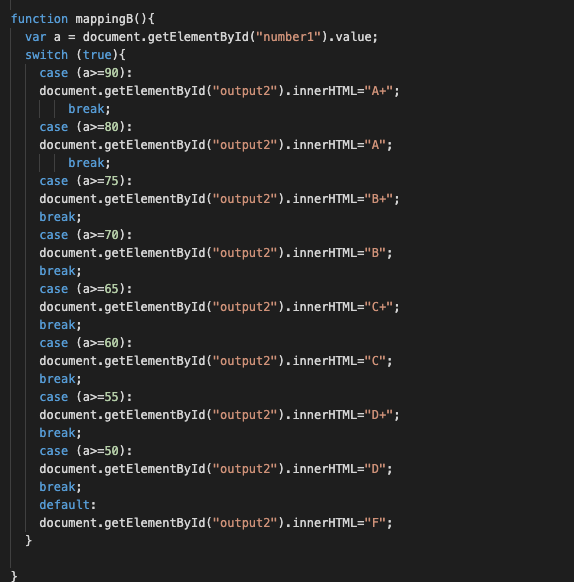 function mappingB(){
var a = document.getElementById("number1").value;
switch (true){
case (a>=90):
document.getElementById("output2").innerHTML="A+";
break;
case (a>=80):
document.getElementById("output2").innerHTML="A";
break;
case (a>=75):
document.getElementById("output2").innerHTML="B+";
break;
case (a>=70):
document.getElementById("output2").innerHTML="B";
break;
case (a>=65):
document.getElementById("output2").innerHTML="C+";
break;
case (a>=60):
document.getElementById("output2").innerHTML="C";
break;
case (a>=55):
document.getElementById("output2").innerHTML="D+";
break;
case (a>=50):
document.getElementById("output2").innerHTML="D";
break;
default:
document.getElementById("output2").innerHTML="F";
}
}